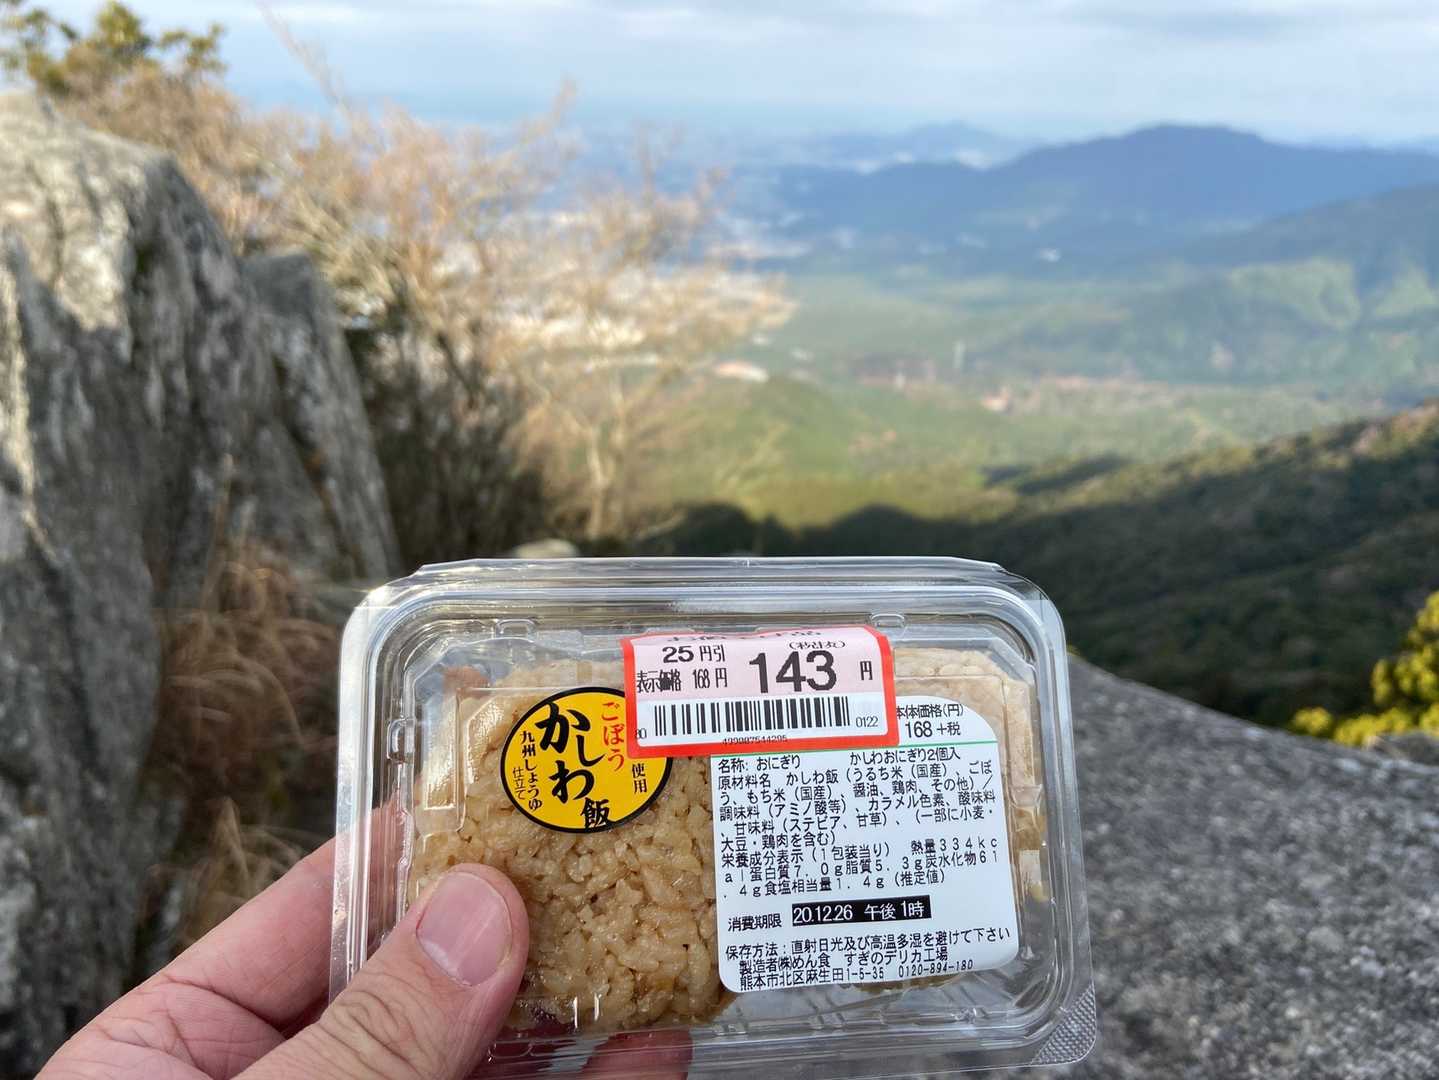 25円引
(税抜)
表示価格 168円 143円
0122
ごぼう
使用
かしわ飯
九州しょうゆ
仕立て
本体価格(円)
168+税
名称: おにぎり かしわおにぎり2個入
原材料名 かしわ飯(うるち米(国産)、ごぼ
う、もち米(国産)、醤油、鶏肉、その他)/
調味料(アミノ酸等)、カラメル色素、酸味料
、甘味料(ステビア、甘草)、(一部に小麦・
大豆・鶏肉を含む)
栄養成分表示(1包装当り) 熱量334kc
al蛋白質7.0g脂質5.3g炭水化物61
.4g食塩相当量1.4g(推定値)
消費期限 20.12.26 午後1時
保存方法:直射日光及び高温多湿を避けて下さい
製造者㈱めん食 すぎのデリカ工場
熊本市北区麻生田1-5-35 0120-894-180